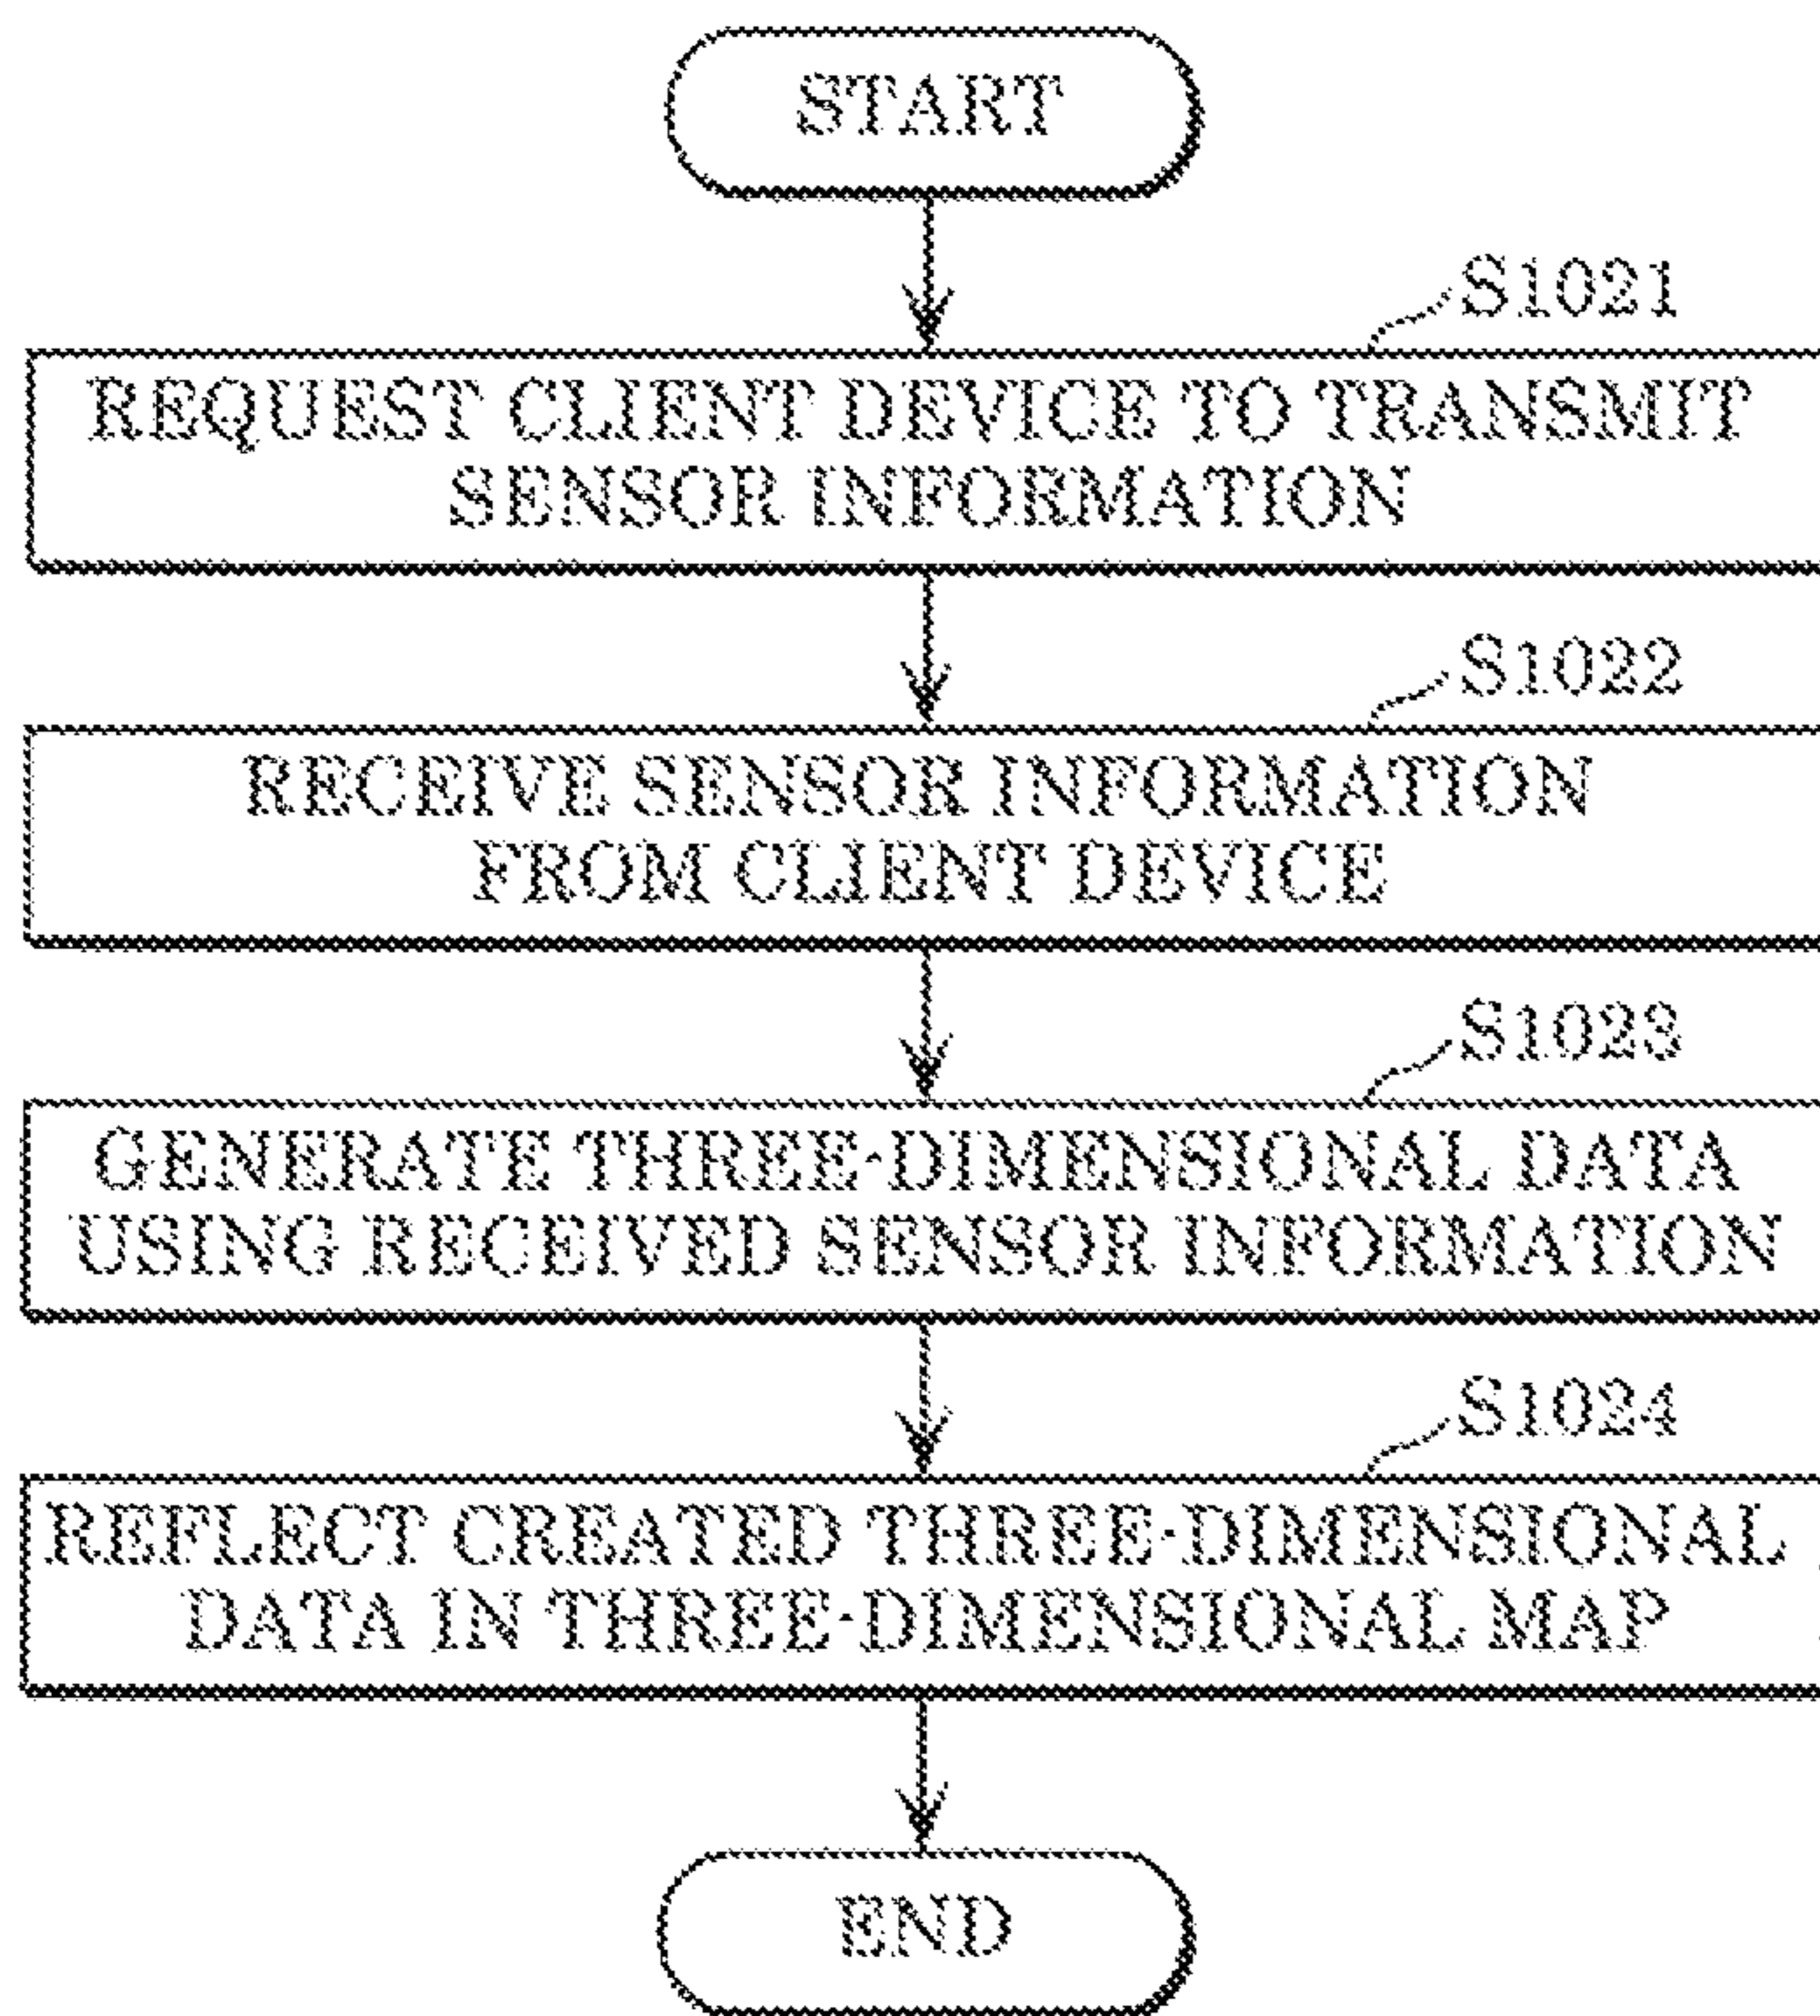 START
S1021
REQUEST CLIENT DEVICE TO TRANSMIT
SENSOR INFORMATION
S1022
RECEIVE SENSOR INFORMATION
FROM CLIENT DEVICE
S1023
GENERATE THREE-DIMENSIONAL DATA
USING RECEIVED SENSOR INFORMATION
S1024
REFLECT CREATED THREE-DIMENSIONAL
DATA IN THREE-DIMENSIONAL MAP
END